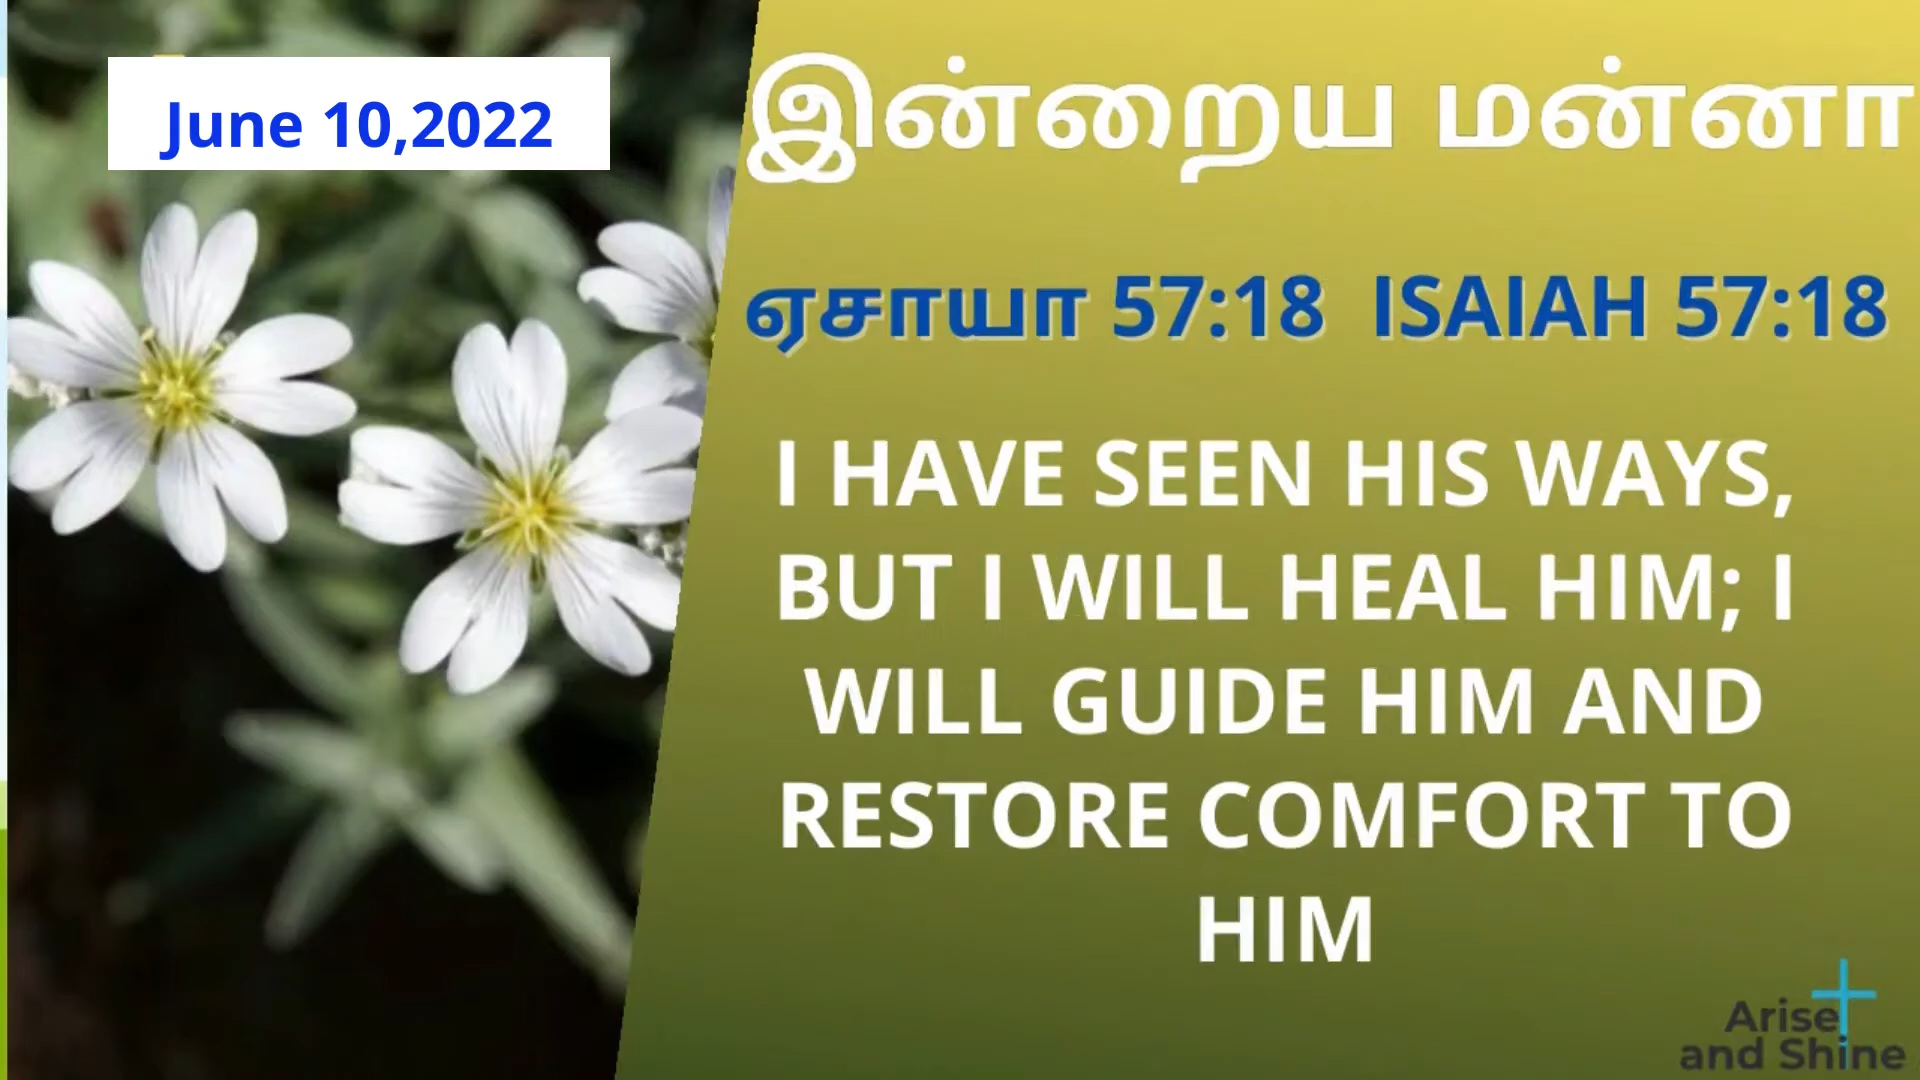 June 10,2022
இன்றைய மன்னா
ஏசாயா 57:18  ISAIAH 57:18
I HAVE SEEN HIS WAYS,
BUT I WILL HEAL HIM; I
WILL GUIDE HIM AND
RESTORE COMFORT TO
HIM
Arise
and Shine